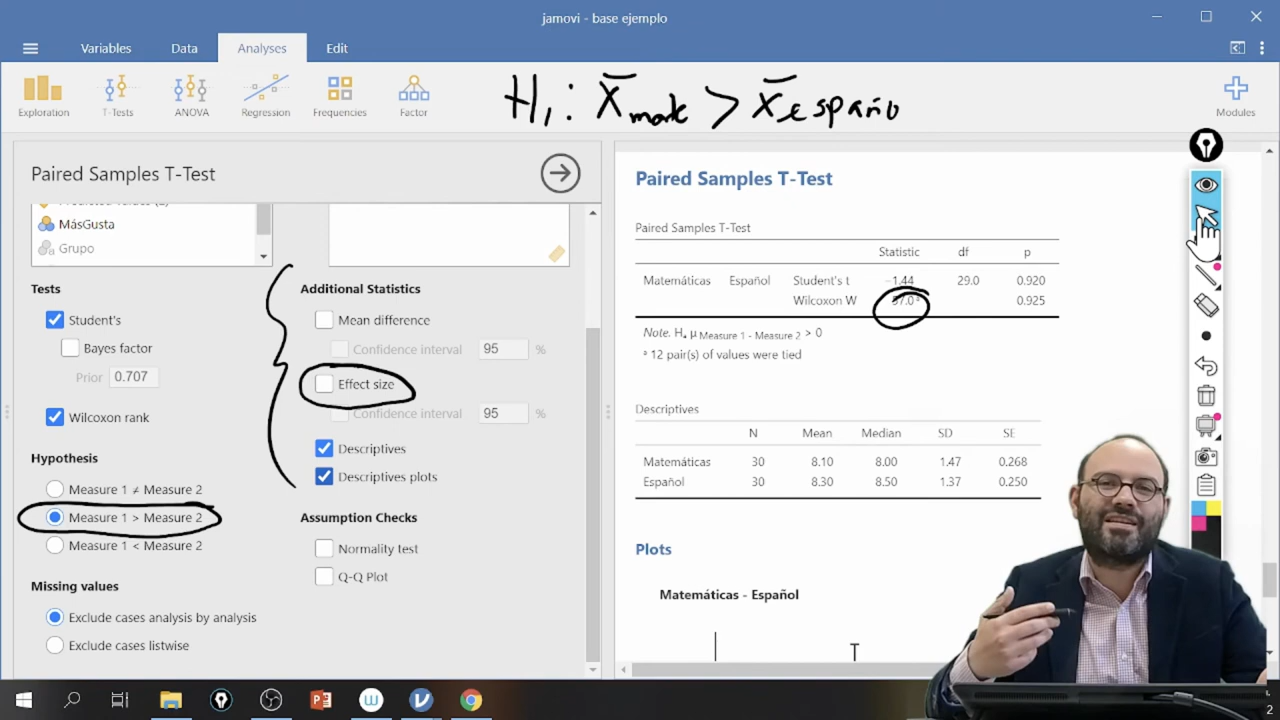 jamovi - base ejemplo
Variables Data Analyses Edit
Exploration T-Tests ANOVA Regression Frequencies Factor Modules
H₁: X̄mate > X̄españo
Paired Samples T-Test
MásGusta
Grupo
Tests
Student's
Bayes factor
Prior 0.707
Wilcoxon rank
Hypothesis
Measure 1 ≠ Measure 2
Measure 1 > Measure 2
Measure 1 < Measure 2
Missing values
Exclude cases analysis by analysis
Exclude cases listwise
Additional Statistics
Mean difference
Confidence interval 95 %
Effect size
Confidence interval 95 %
Descriptives
Descriptives plots
Assumption Checks
Normality test
Q-Q Plot
Paired Samples T-Test
Paired Samples T-Test
Statistic df p
Matemáticas Español Student's t -1.44 29.0 0.920
Wilcoxon W 57.0 ᵃ 0.925
Note. Hₐ μ Measure 1 - Measure 2 > 0
ᵃ 12 pair(s) of values were tied
Descriptives
N Mean Median SD SE
Matemáticas 30 8.10 8.00 1.47 0.268
Español 30 8.30 8.50 1.37 0.250
Plots
Matemáticas - Español